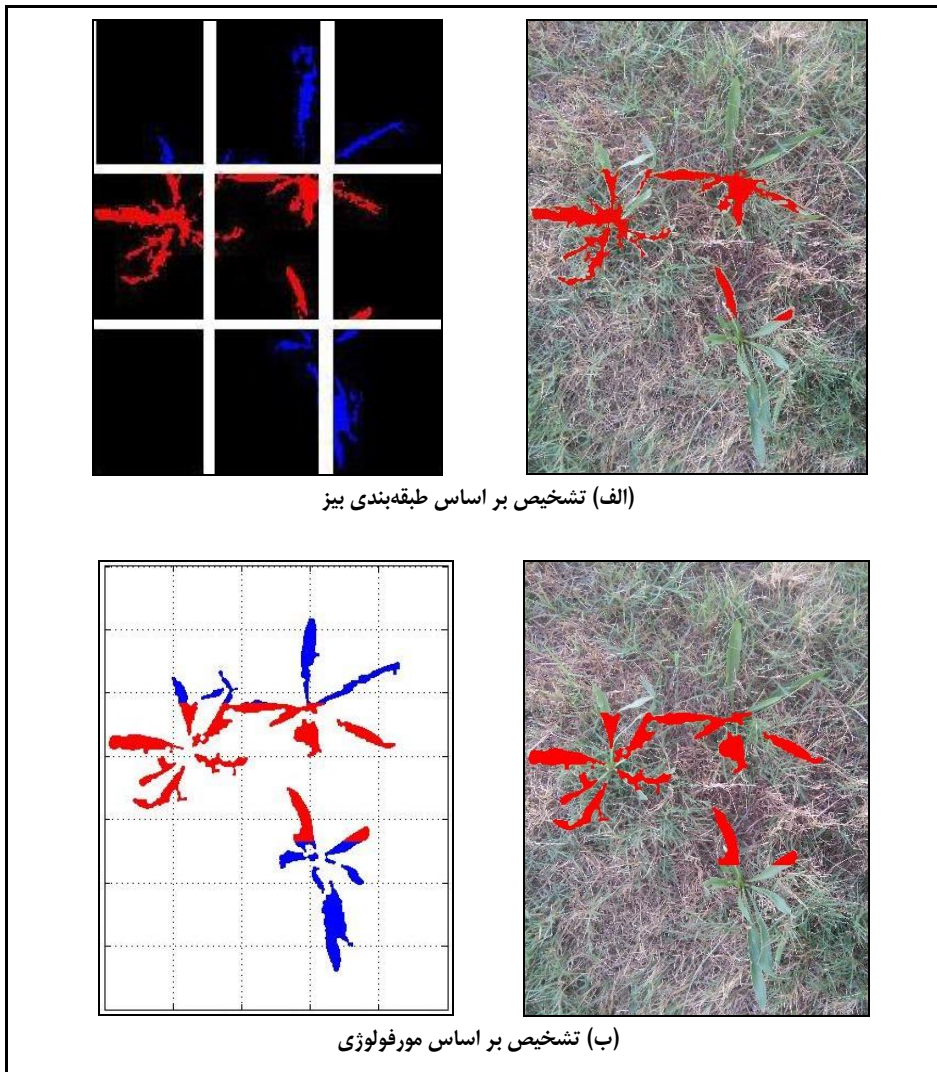 (الف) تشخیص بر اساس طبقه‌بندی بیز
(ب) تشخیص بر اساس مورفولوژی